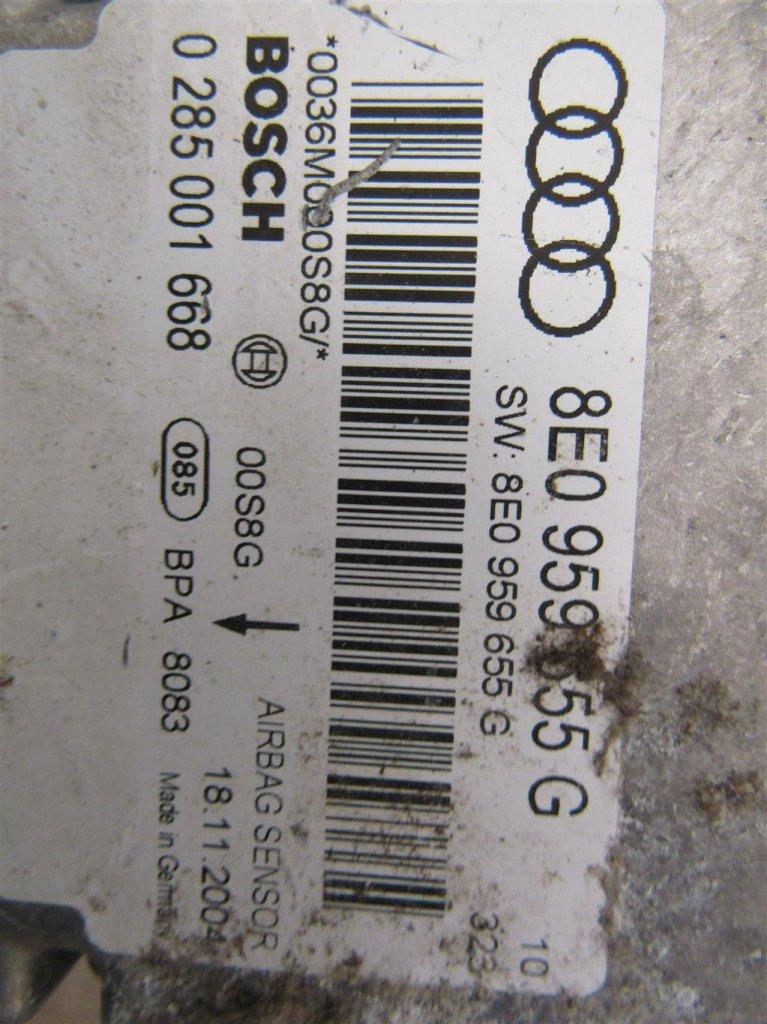 8E0 959 655 G 10
SW: 8E0 959 655 G 323
*0036M000S8G/*
BOSCH 00S8G AIRBAG SENSOR
0 285 001 668 085 BPA 8083 18.11.2004
Made in Germany